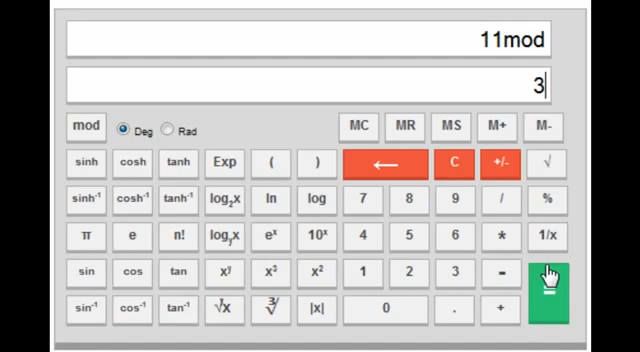 11mod
3
mod Deg Rad MC MR MS M+ M-
sinh cosh tanh Exp ( ) ← C +/- √
sinh⁻¹ cosh⁻¹ tanh⁻¹ log₂x ln log 7 8 9 / %
π e n! logᵧx eˣ 10ˣ 4 5 6 * 1/x
sin cos tan xʸ x³ x² 1 2 3 - =
sin⁻¹ cos⁻¹ tan⁻¹ ʸ√x ³√ |x| 0 . +